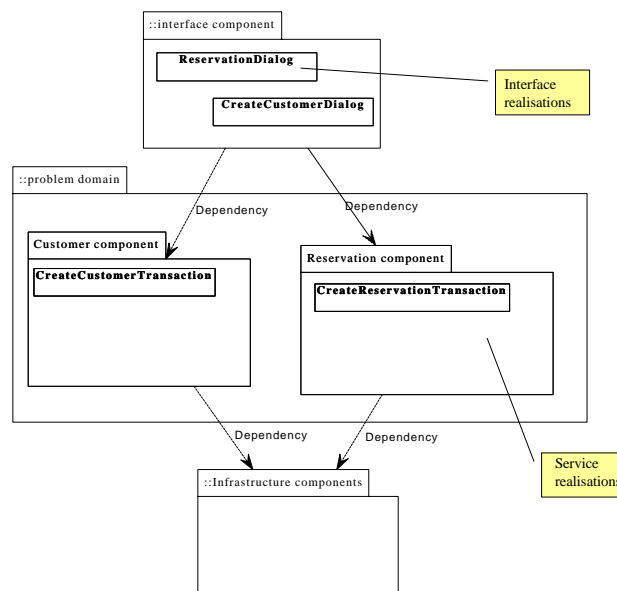 ::interface component
ReservationDialog
CreateCustomerDialog
Interface
realisations
::problem domain
Dependency
Dependency
Customer component
CreateCustomerTransaction
Reservation component
CreateReservationTransaction
Dependency
Dependency
Service
realisations
::Infrastructure components